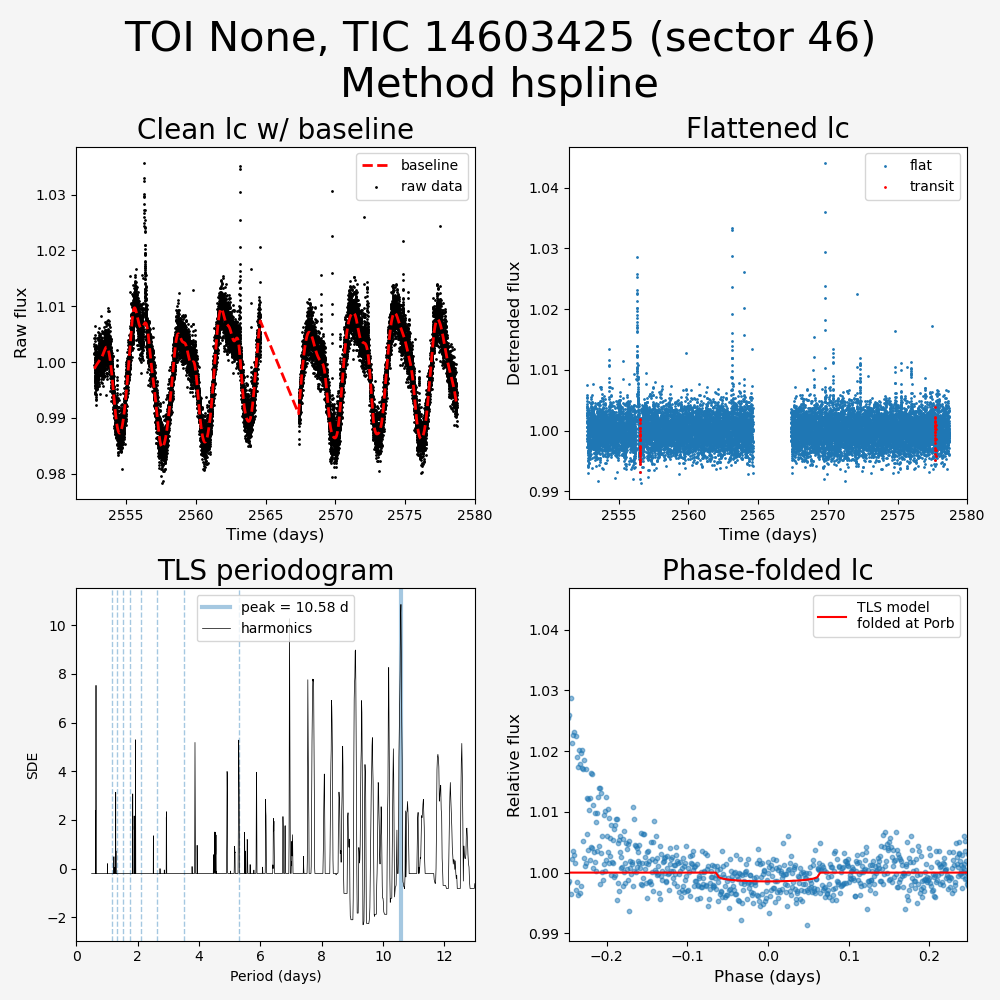 TOI None, TIC 14603425 (sector 46)
Method hspline
Clean lc w/ baseline
Flattened lc
baseline
raw data
flat
transit
1.03
1.02
1.01
1.00
0.99
0.98
Raw flux
2555
2560
2565
2570
2575
2580
Time (days)
1.04
1.03
1.02
1.01
1.00
0.99
Detrended flux
2555
2560
2565
2570
2575
2580
Time (days)
TLS periodogram
Phase-folded lc
peak = 10.58 d
harmonics
TLS model
folded at Porb
10
8
6
4
2
0
−2
SDE
0
2
4
6
8
10
12
Period (days)
1.04
1.03
1.02
1.01
1.00
0.99
Relative flux
−0.2
−0.1
0.0
0.1
0.2
Phase (days)